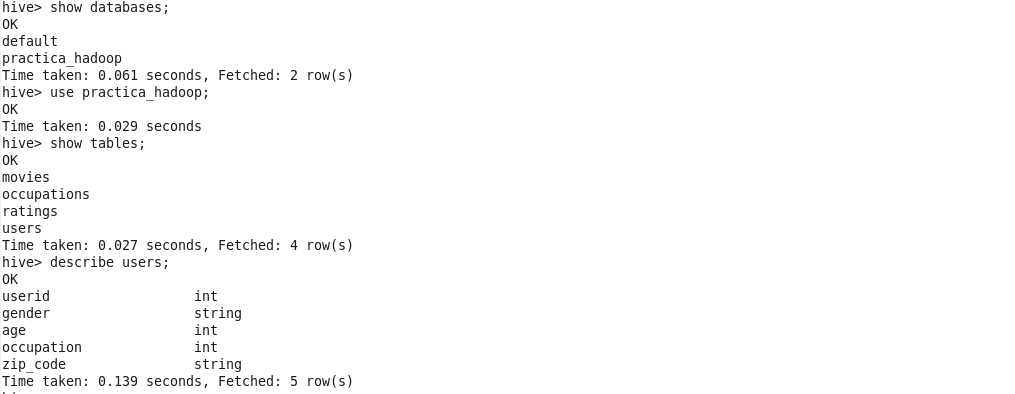 hive> show databases;
OK
default
practica_hadoop
Time taken: 0.061 seconds, Fetched: 2 row(s)
hive> use practica_hadoop;
OK
Time taken: 0.029 seconds
hive> show tables;
OK
movies
occupations
ratings
users
Time taken: 0.027 seconds, Fetched: 4 row(s)
hive> describe users;
OK
userid                  int
gender                  string
age                     int
occupation              int
zip_code                string
Time taken: 0.139 seconds, Fetched: 5 row(s)